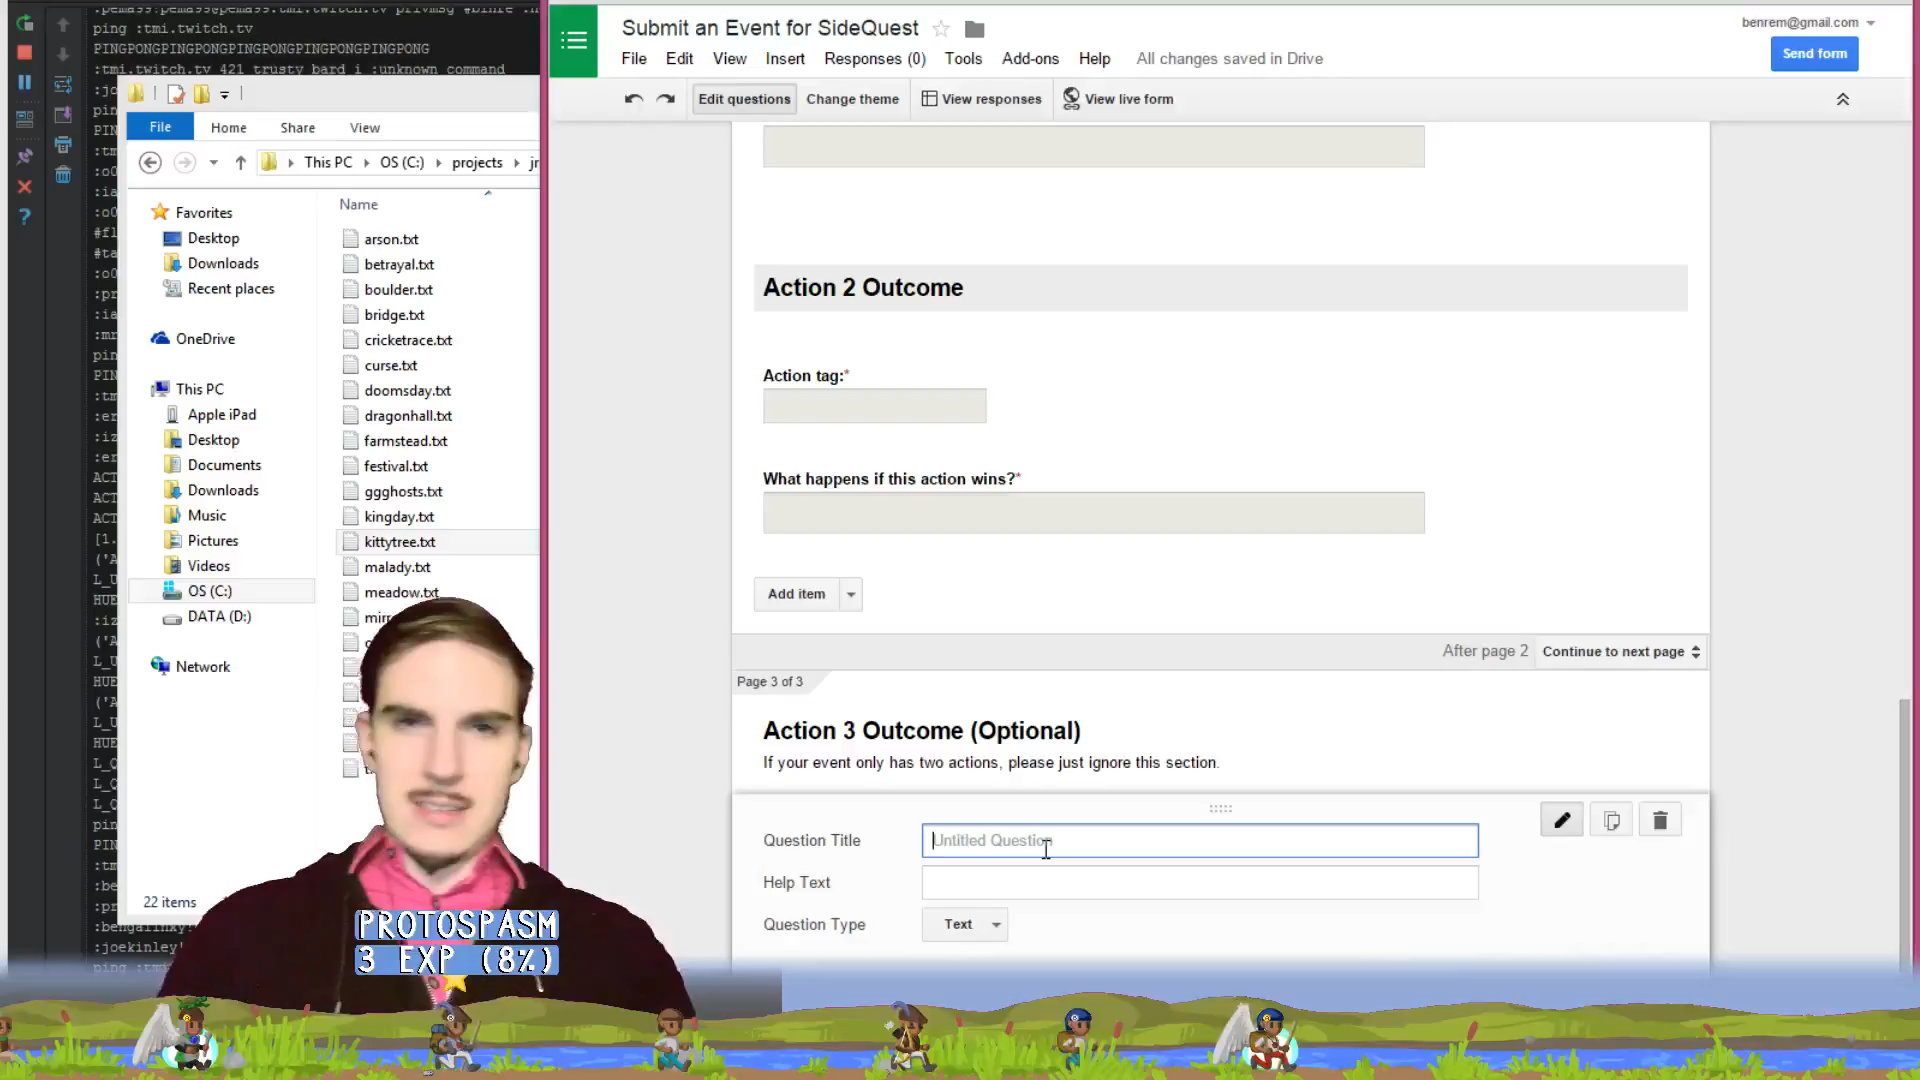 ping :tmi.twitch.tv
PINGPONGPINGPONGPINGPONGPINGPONGPINGPONG
:tmi.twitch.tv 421 trusty_bard i :unknown command
File
Home
Share
View
This PC
OS (C:)
projects
Name
Favorites
Desktop
Downloads
Recent places
OneDrive
This PC
Apple iPad
Desktop
Documents
Downloads
Music
Pictures
Videos
OS (C:)
DATA (D:)
Network
22 items
arson.txt
betrayal.txt
boulder.txt
bridge.txt
cricketrace.txt
curse.txt
doomsday.txt
dragonhall.txt
farmstead.txt
festival.txt
ggghosts.txt
kingday.txt
kittytree.txt
malady.txt
meadow.txt
Submit an Event for SideQuest
benrem@gmail.com
File Edit View Insert Responses (0) Tools Add-ons Help All changes saved in Drive
Send form
Edit questions Change theme View responses View live form
Action 2 Outcome
Action tag:*
What happens if this action wins?*
Add item
After page 2 Continue to next page
Page 3 of 3
Action 3 Outcome (Optional)
If your event only has two actions, please just ignore this section.
Question Title Untitled Question
Help Text
Question Type Text
PROTOSPASM
3 EXP (8%)